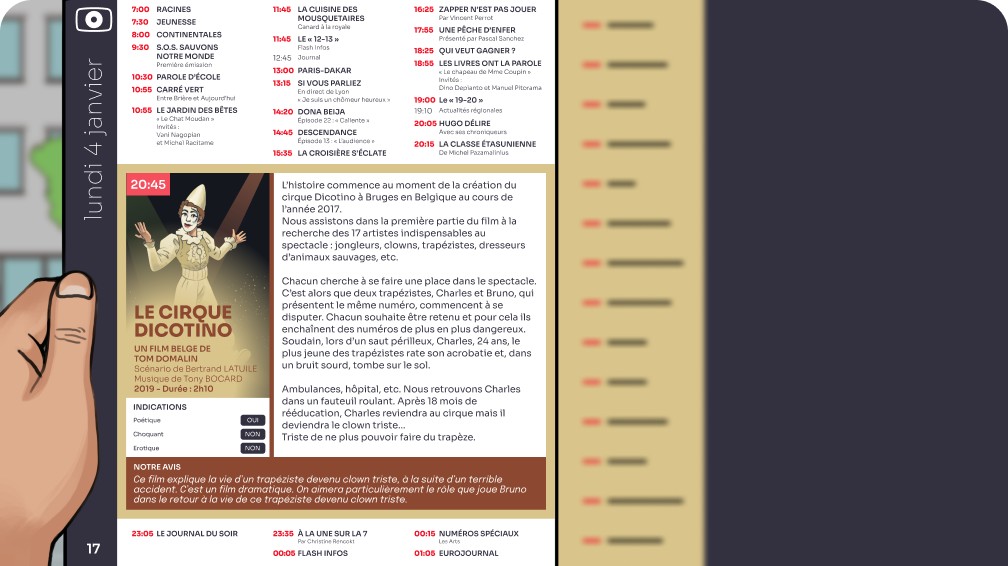 lundi 4 janvier
7:00 RACINES
7:30 JEUNESSE
8:00 CONTINENTALES
9:30 S.O.S. SAUVONS
NOTRE MONDE
Première émission
10:30 PAROLE D'ÉCOLE
10:55 CARRÉ VERT
Entre Brière et Aujourd'hui
10:55 LE JARDIN DES BÊTES
« Le Chat Moudan »
Invités :
Vani Nagopian
et Michel Racitame
11:45 LA CUISINE DES
MOUSQUETAIRES
Canard à la royale
11:45 LE « 12-13 »
Flash Infos
12:45 Journal
13:00 PARIS-DAKAR
13:15 SI VOUS PARLIEZ
En direct de Lyon
« Je suis un chômeur heureux »
14:20 DONA BEIJA
Épisode 22 : « Caliente »
14:45 DESCENDANCE
Épisode 13 : « L'audience »
15:35 LA CROISIÈRE S'ÉCLATE
16:25 ZAPPER N'EST PAS JOUER
Par Vincent Perrot
17:55 UNE PÊCHE D'ENFER
Présenté par Pascal Sanchez
18:25 QUI VEUT GAGNER ?
18:55 LES LIVRES ONT LA PAROLE
« Le chapeau de Mme Coupin »
Invités :
Dino Delpianto et Manuel Pitorama
19:00 Le « 19-20 »
19:10 Actualités régionales
20:05 HUGO DÉLIRE
Avec ses chroniqueurs
20:15 LA CLASSE ÉTASUNIENNE
De Michel Pazamalinius
20:45
LE CIRQUE
DICOTINO
UN FILM BELGE DE
TOM DOMALIN
Scénario de Bertrand LATUILE
Musique de Tony BOCARD
2019 - Durée : 2h10
INDICATIONS
Poétique OUI
Choquant NON
Erotique NON
L'histoire commence au moment de la création du
cirque Dicotino à Bruges en Belgique au cours de
l'année 2017.
Nous assistons dans la première partie du film à la
recherche des 17 artistes indispensables au
spectacle : jongleurs, clowns, trapézistes, dresseurs
d'animaux sauvages, etc.
Chacun cherche à se faire une place dans le spectacle.
C'est alors que deux trapézistes, Charles et Bruno, qui
présentent le même numéro, commencent à se
disputer. Chacun souhaite être retenu et pour cela ils
enchaînent des numéros de plus en plus dangereux.
Soudain, lors d'un saut périlleux, Charles, 24 ans, le
plus jeune des trapézistes rate son acrobatie et, dans
un bruit sourd, tombe sur le sol.
Ambulances, hôpital, etc. Nous retrouvons Charles
dans un fauteuil roulant. Après 18 mois de
rééducation, Charles reviendra au cirque mais il
deviendra le clown triste...
Triste de ne plus pouvoir faire du trapèze.
NOTRE AVIS
Ce film explique la vie d'un trapéziste devenu clown triste, à la suite d'un terrible
accident. C'est un film dramatique. On aimera particulièrement le rôle que joue Bruno
dans le retour à la vie de ce trapéziste devenu clown triste.
23:05 LE JOURNAL DU SOIR
23:35 À LA UNE SUR LA 7
Par Christine Renockt
00:05 FLASH INFOS
00:15 NUMÉROS SPÉCIAUX
Les Arts
01:05 EUROJOURNAL
17